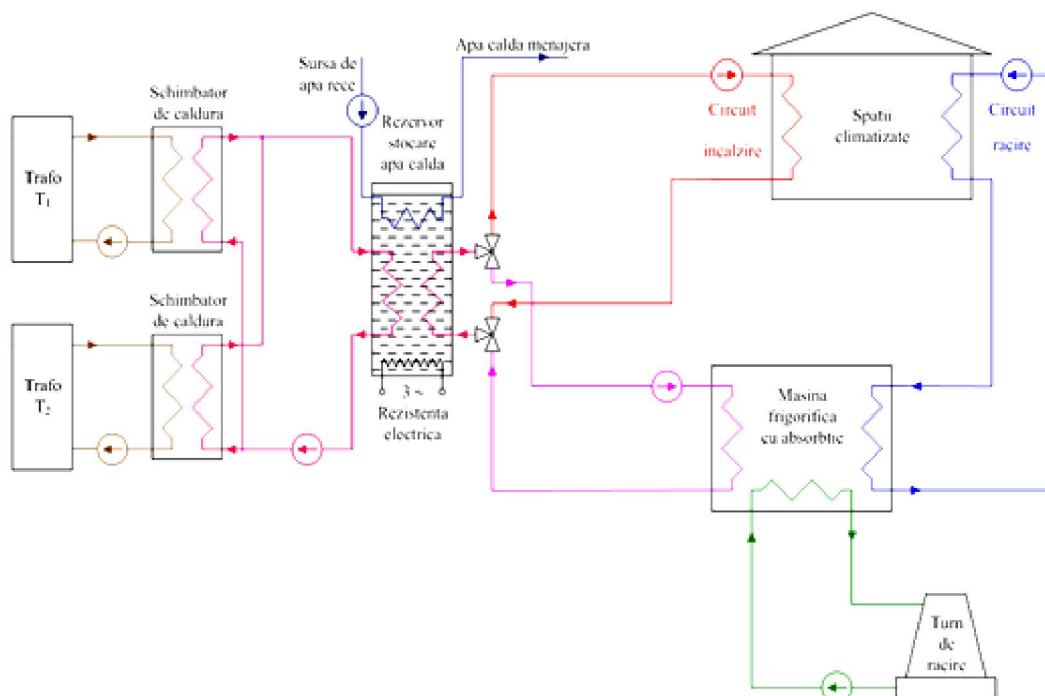 Apa calda menajera
Sursa de
apa rece
Schimbator
de caldura
Rezervor
stocare
apa calda
Trafo
T1
Circuit
incalzire
Spatii
climatizate
Circuit
racire
Schimbator
de caldura
Trafo
T2
3 ~
Rezistenta
electrica
Masina
frigorifica
cu absorbtie
Turn
de
racire